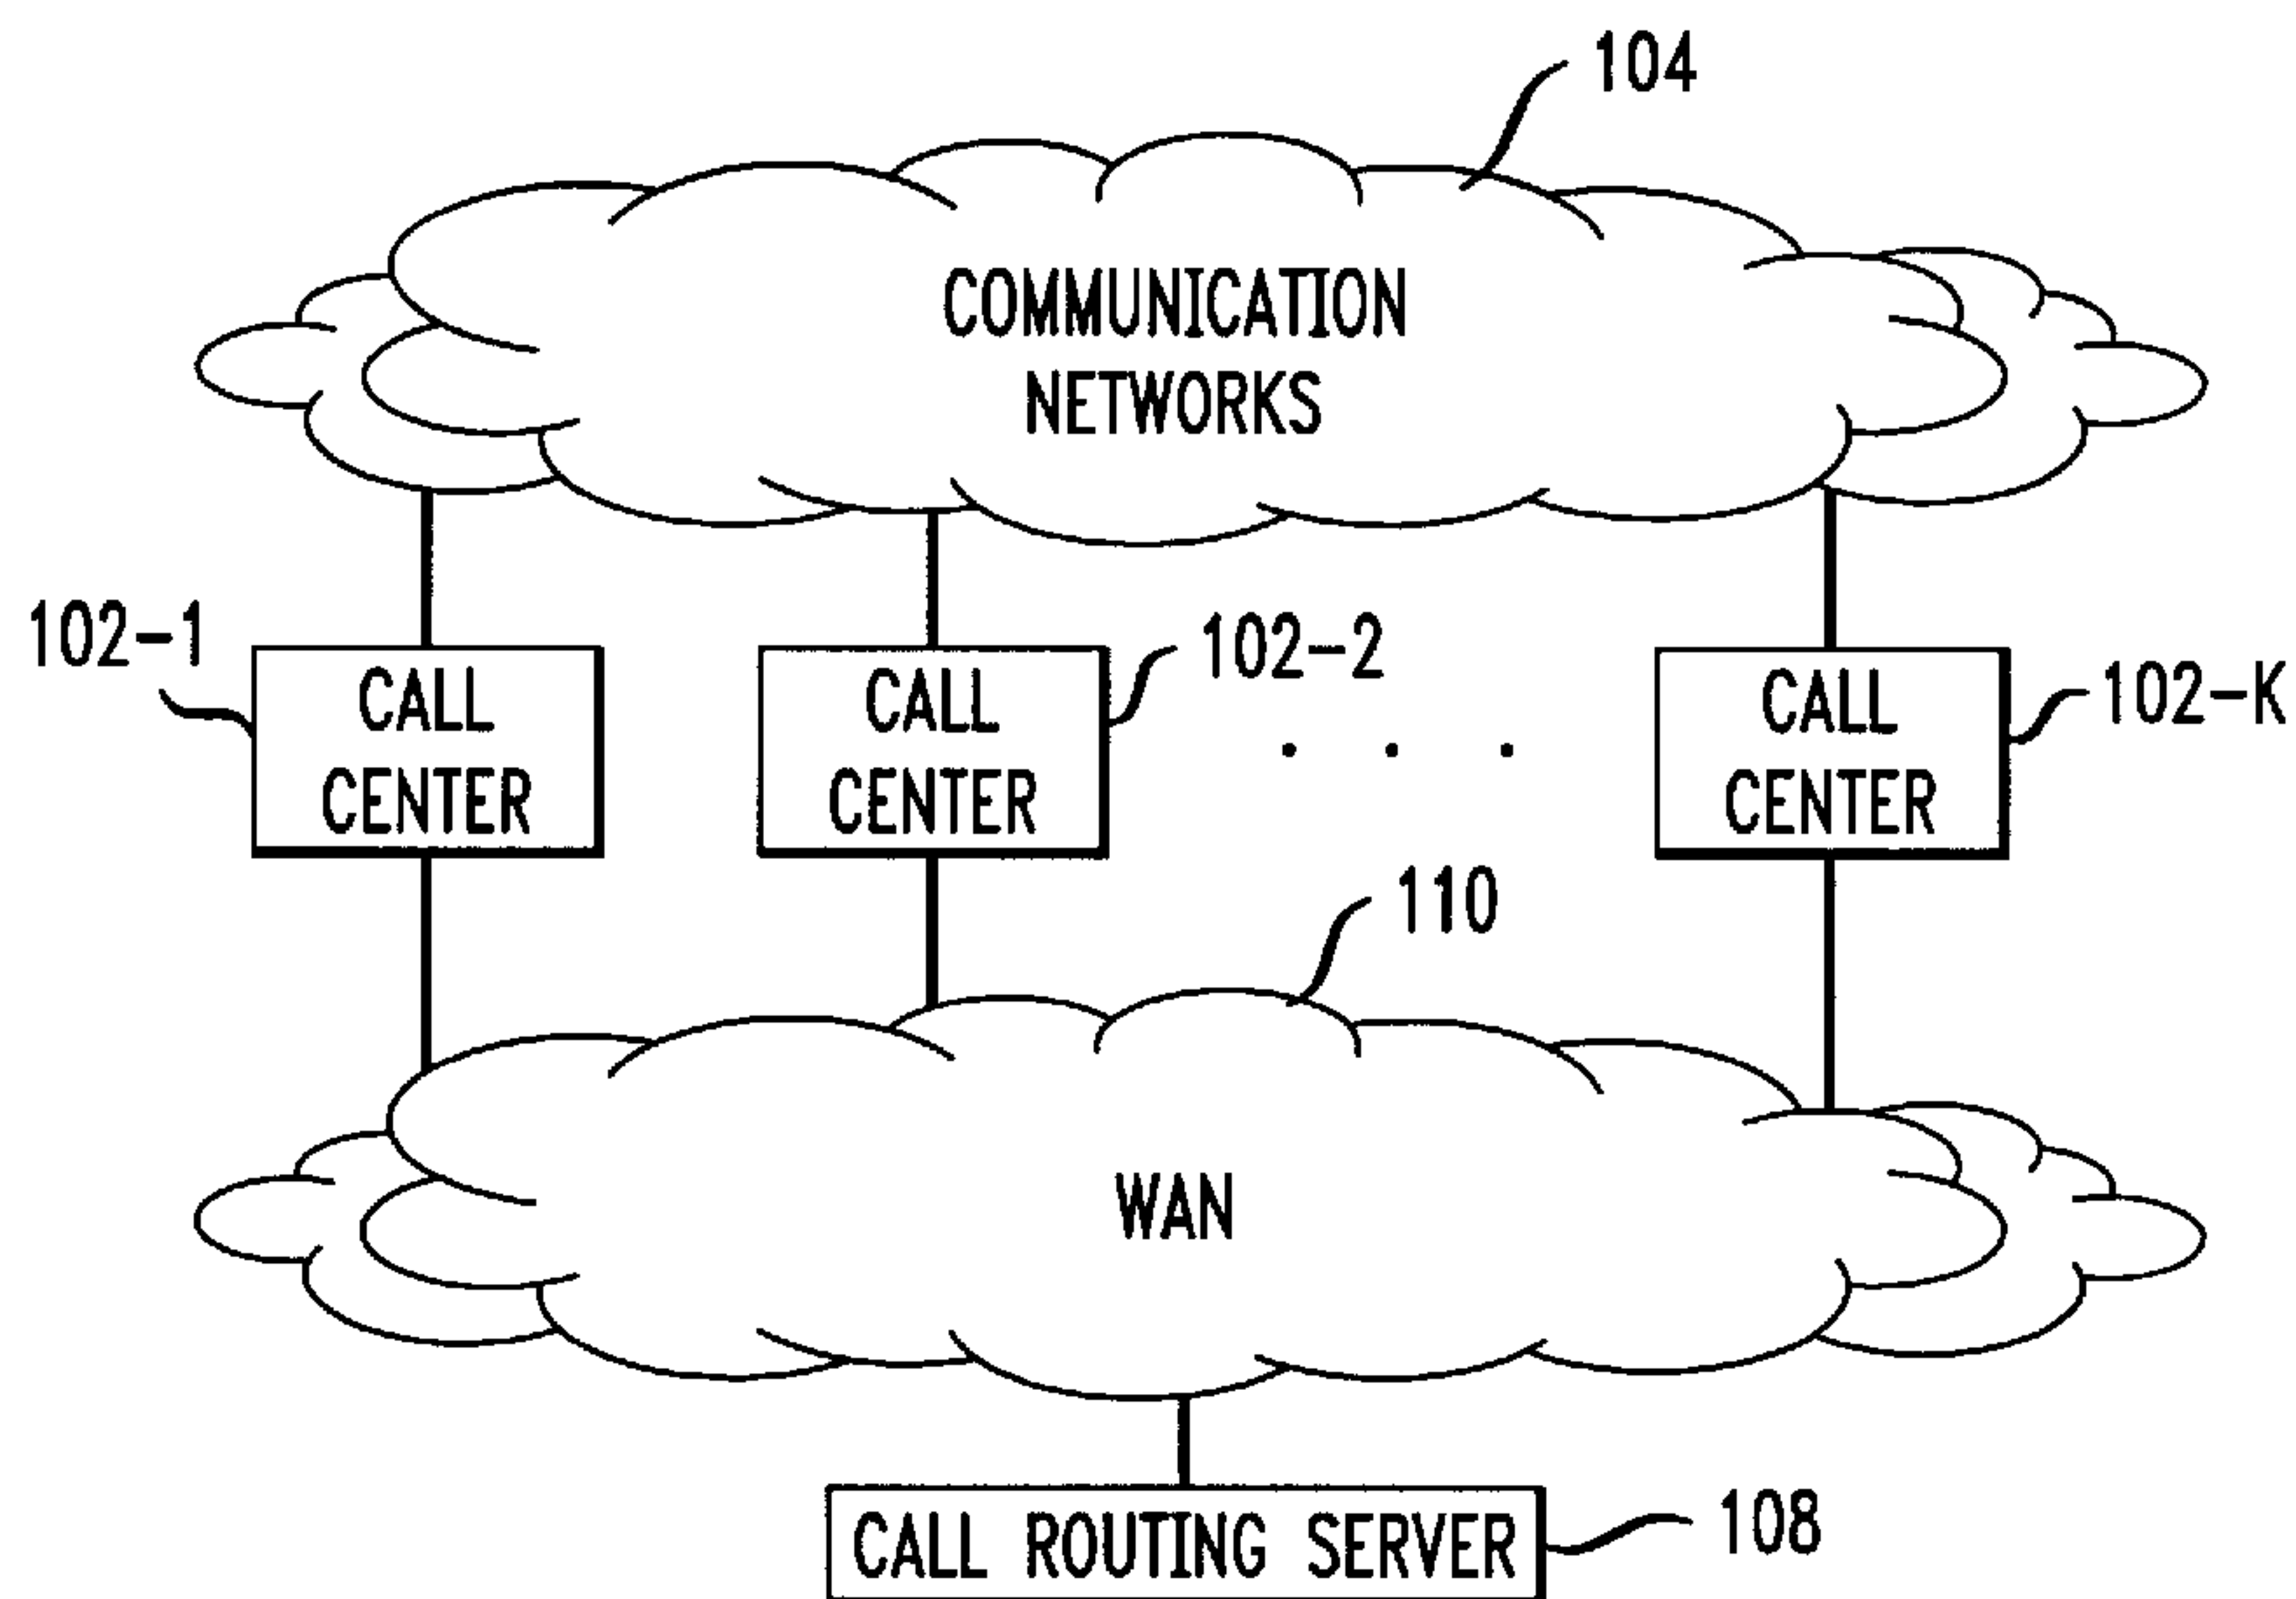 104
COMMUNICATION
NETWORKS
102-1
CALL
CENTER
CALL
CENTER
102-2
. . .
CALL
CENTER
102-K
110
WAN
CALL ROUTING SERVER
108